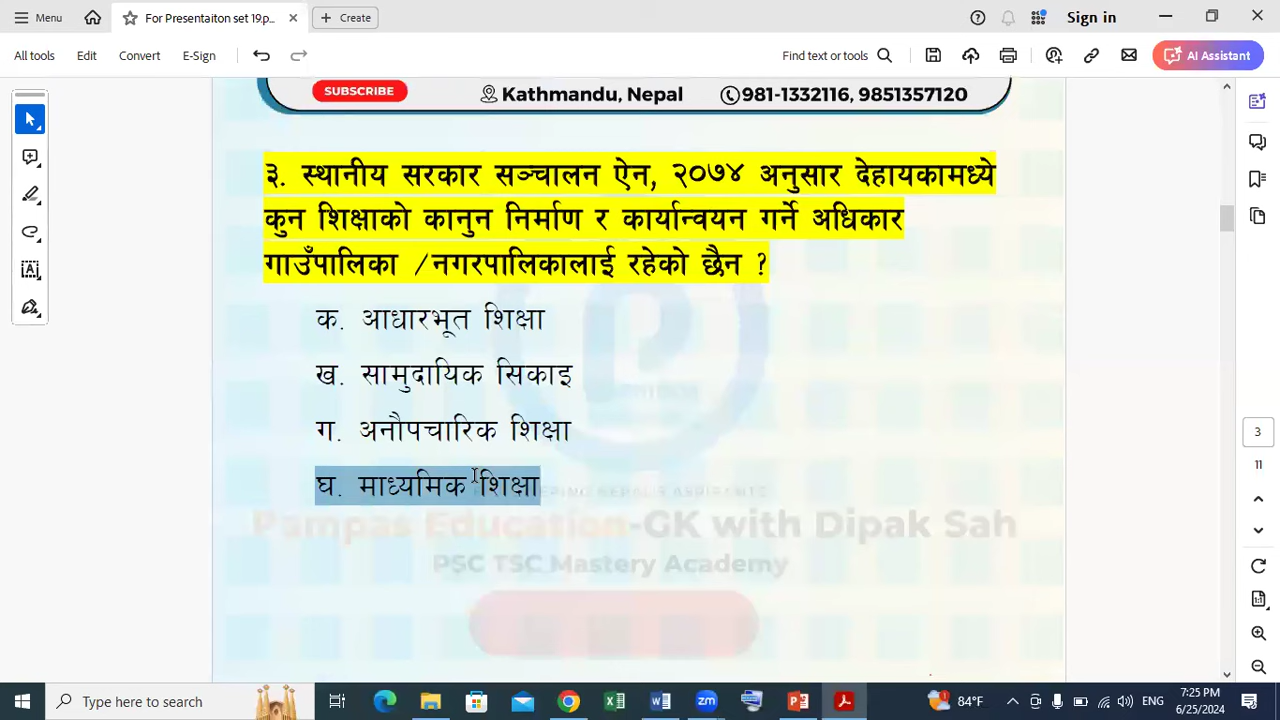 Menu
For Presentaiton set 19.p...
Create
Sign in
All tools
Edit
Convert
E-Sign
Find text or tools
AI Assistant
SUBSCRIBE
Kathmandu, Nepal
981-1332116, 9851357120
३. स्थानीय सरकार सञ्चालन ऐन, २०७४ अनुसार देहायकामध्ये
कुन शिक्षाको कानुन निर्माण र कार्यान्वयन गर्ने अधिकार
गाउँपालिका /नगरपालिकालाई रहेको छैन ?
क. आधारभूत शिक्षा
ख. सामुदायिक सिकाइ
ग. अनौपचारिक शिक्षा
घ. माध्यमिक शिक्षा
NEPAL'S ASPIRANTS
Pampas Education-GK with Dipak Sah
PSC TSC Mastery Academy
3
11
Type here to search
84°F
ENG
7:25 PM
6/25/2024